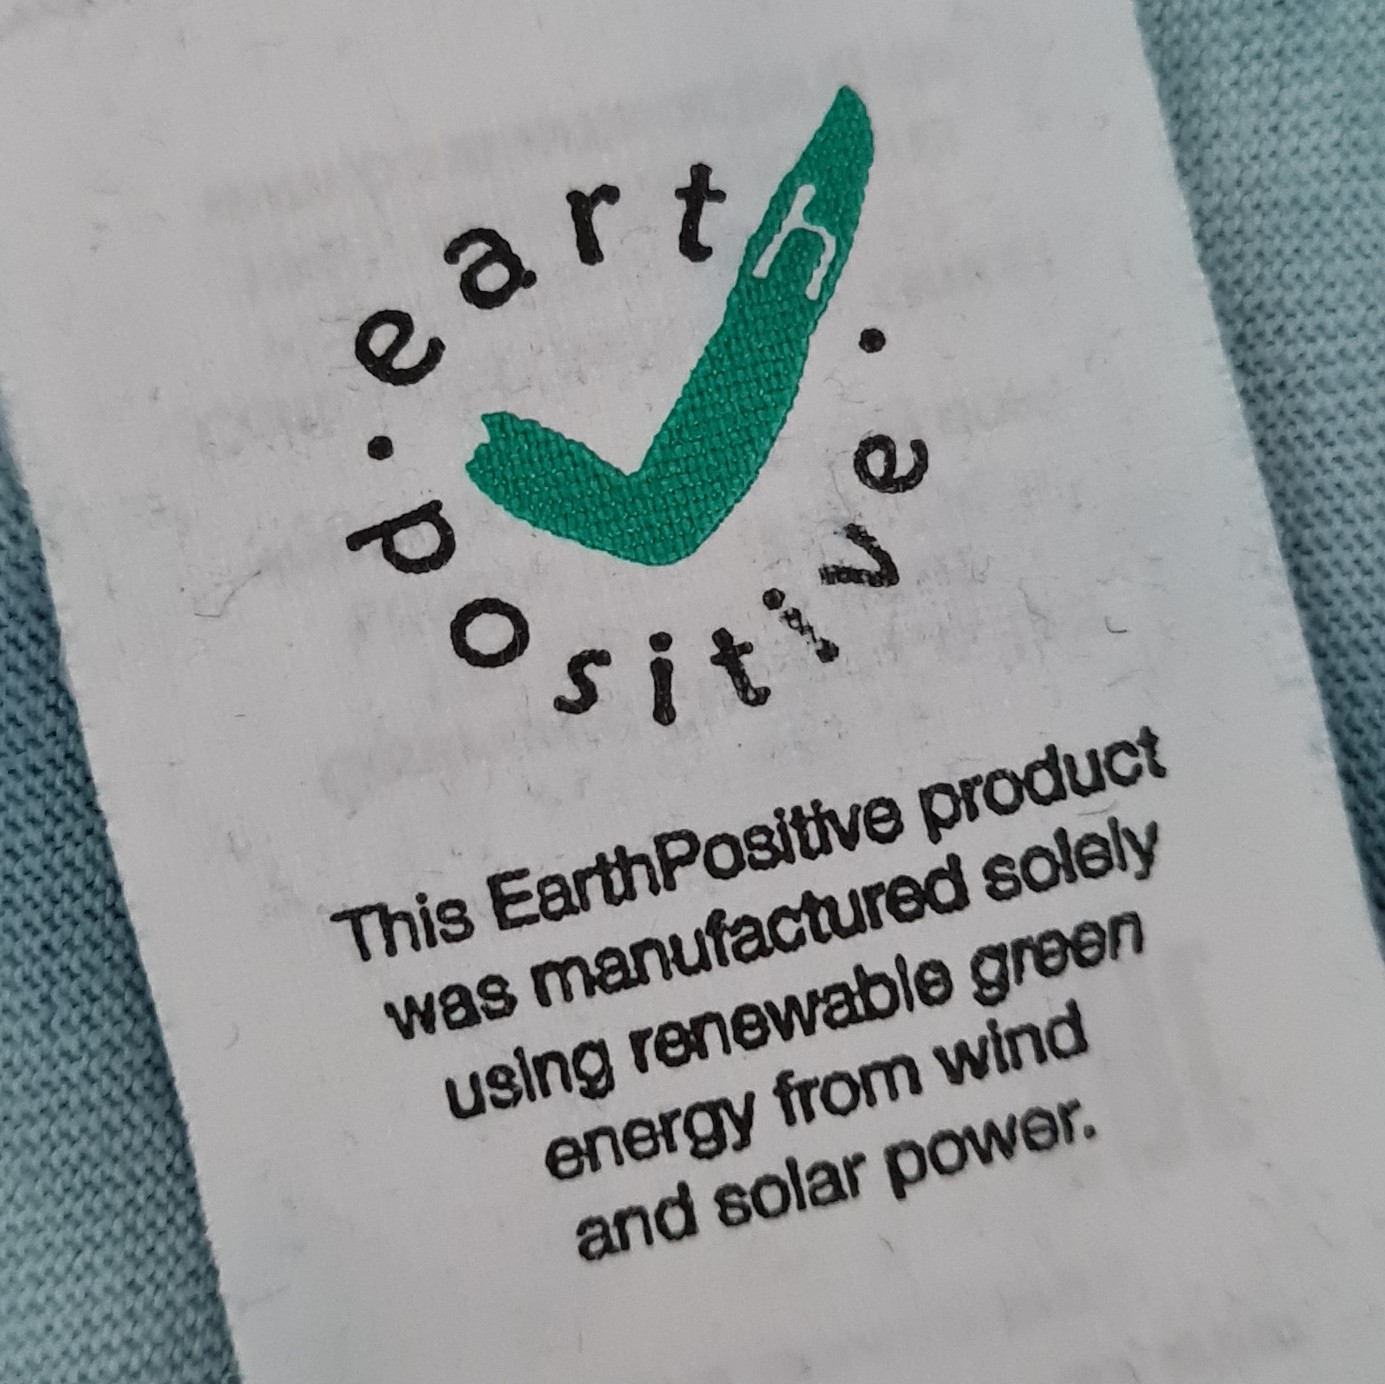 earth
positive
This EarthPositive product
was manufactured solely
using renewable green
energy from wind
and solar power.